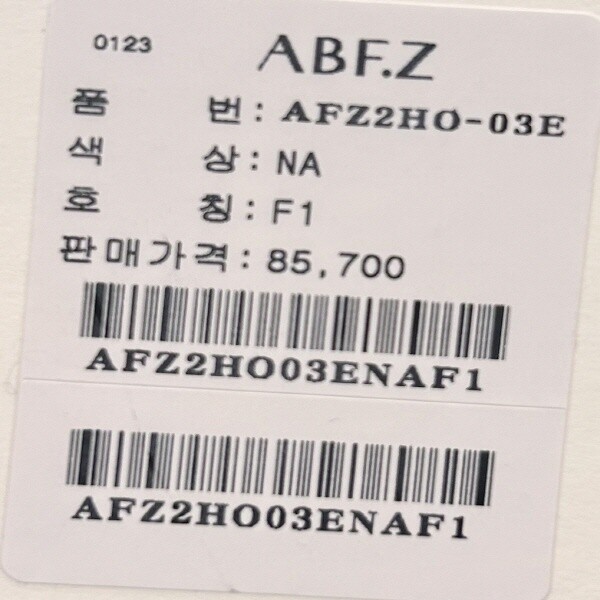 0123 ABF.Z
품 번 : AFZ2HO-03E
색 상 : NA
호 칭 : F1
판매가격 : 85,700
AFZ2HO03ENAF1
AFZ2HO03ENAF1